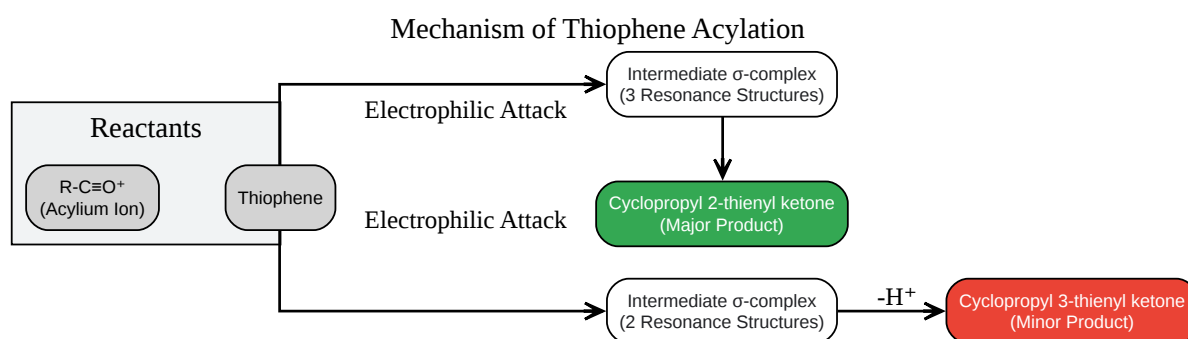 Mechanism of Thiophene Acylation
Reactants
R-C≡O⁺
(Acylium Ion)
Thiophene
Electrophilic Attack
Intermediate σ-complex
(3 Resonance Structures)
Cyclopropyl 2-thienyl ketone
(Major Product)
Electrophilic Attack
Intermediate σ-complex
(2 Resonance Structures)
-H⁺
Cyclopropyl 3-thienyl ketone
(Minor Product)